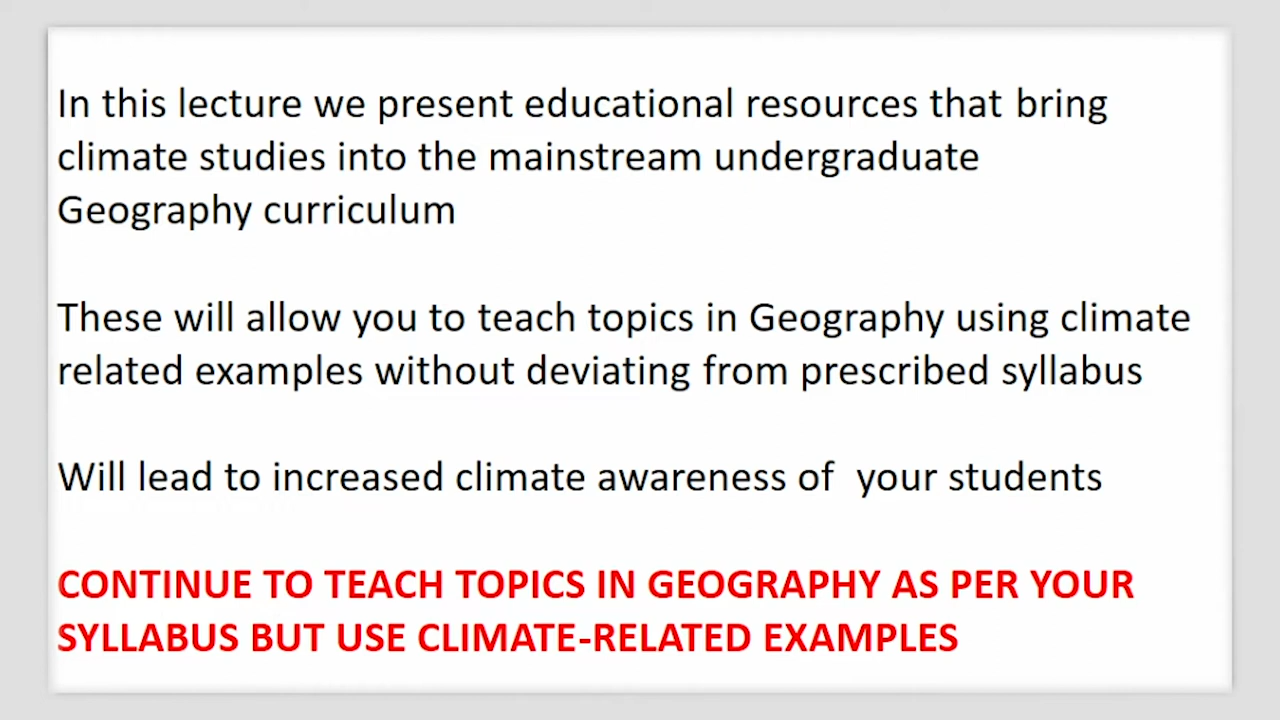 In this lecture we present educational resources that bring
climate studies into the mainstream undergraduate
Geography curriculum
These will allow you to teach topics in Geography using climate
related examples without deviating from prescribed syllabus
Will lead to increased climate awareness of  your students
CONTINUE TO TEACH TOPICS IN GEOGRAPHY AS PER YOUR
SYLLABUS BUT USE CLIMATE-RELATED EXAMPLES